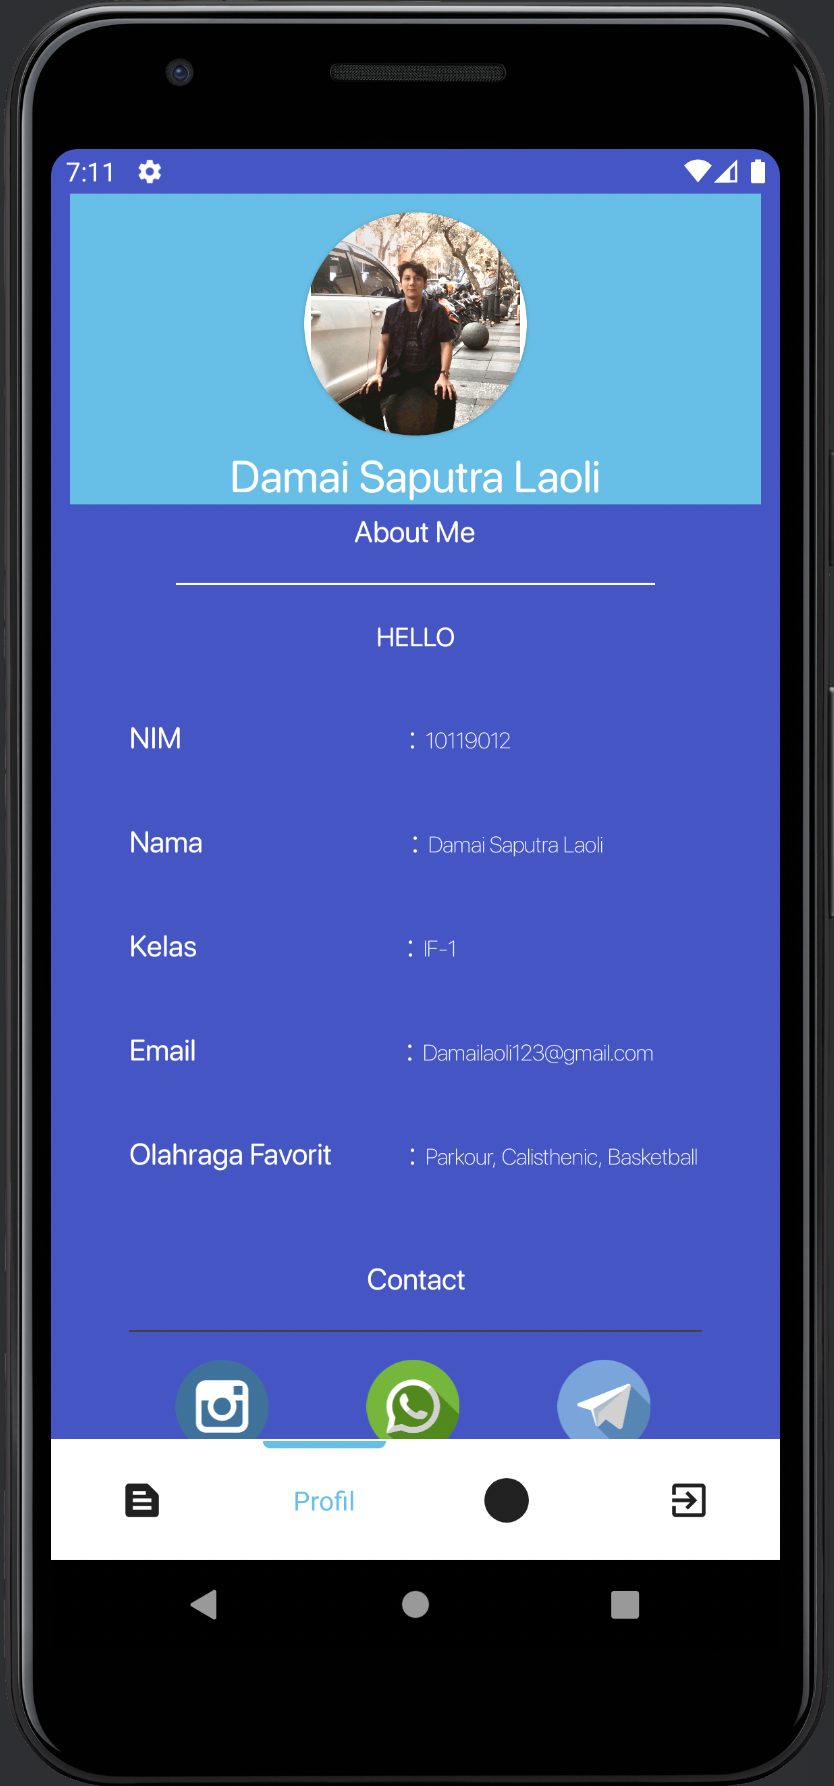 7:11
Damai Saputra Laoli
About Me
HELLO
NIM : 10119012
Nama : Damai Saputra Laoli
Kelas : IF-1
Email : Damailaoli123@gmail.com
Olahraga Favorit : Parkour, Calisthenic, Basketball
Contact
Profil